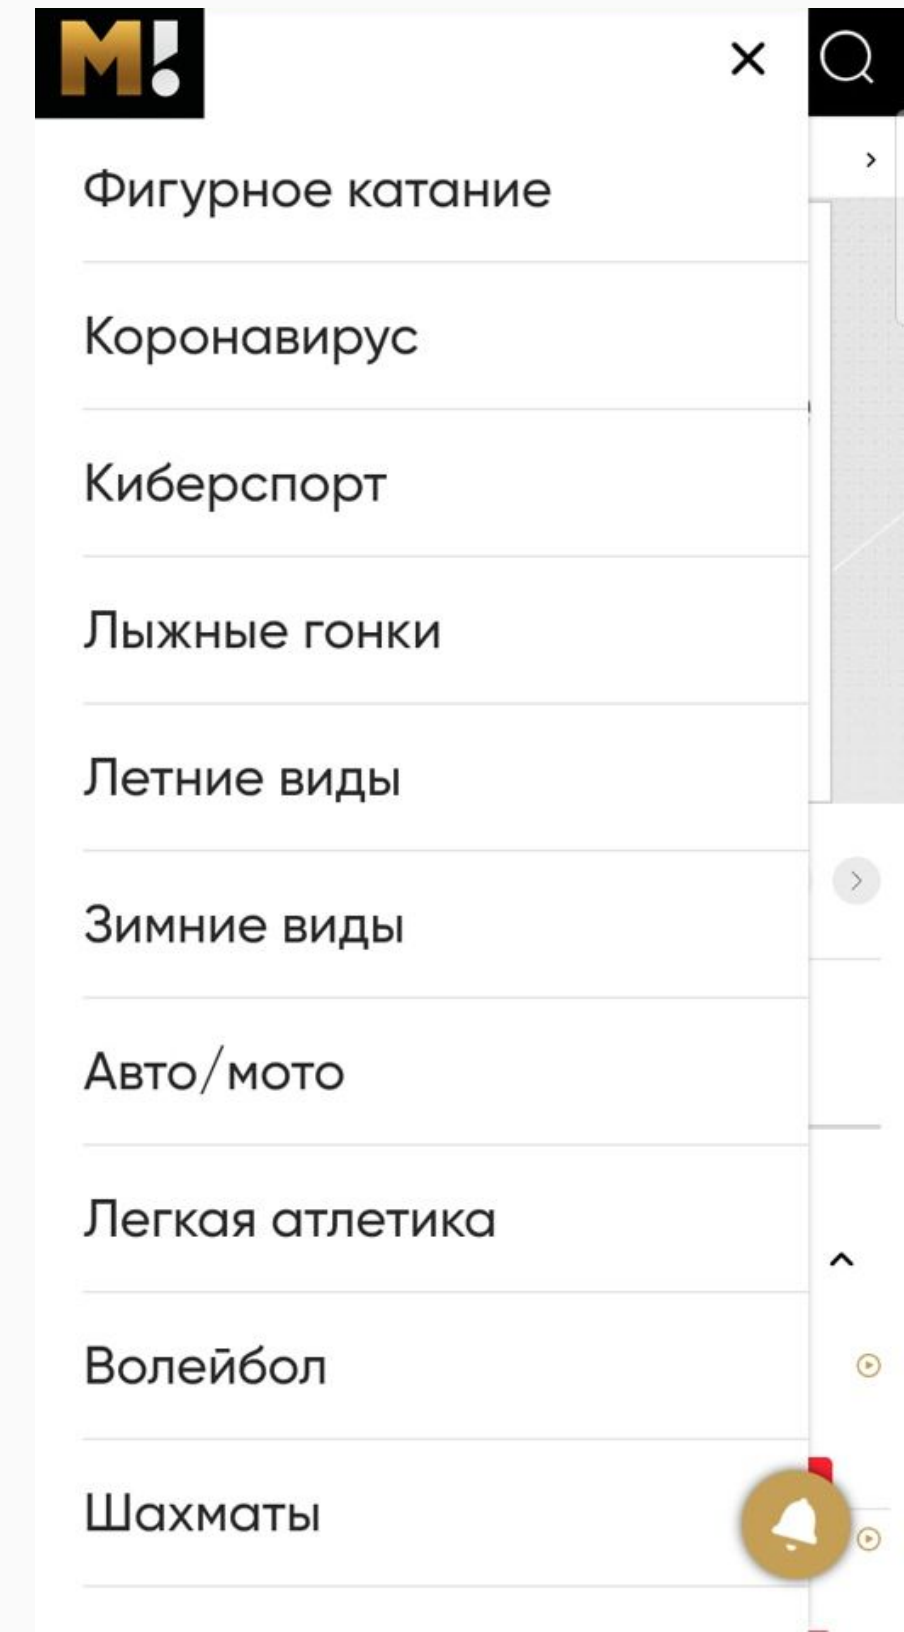 М!
Фигурное катание
Коронавирус
Киберспорт
Лыжные гонки
Летние виды
Зимние виды
Авто/мото
Легкая атлетика
Волейбол
Шахматы